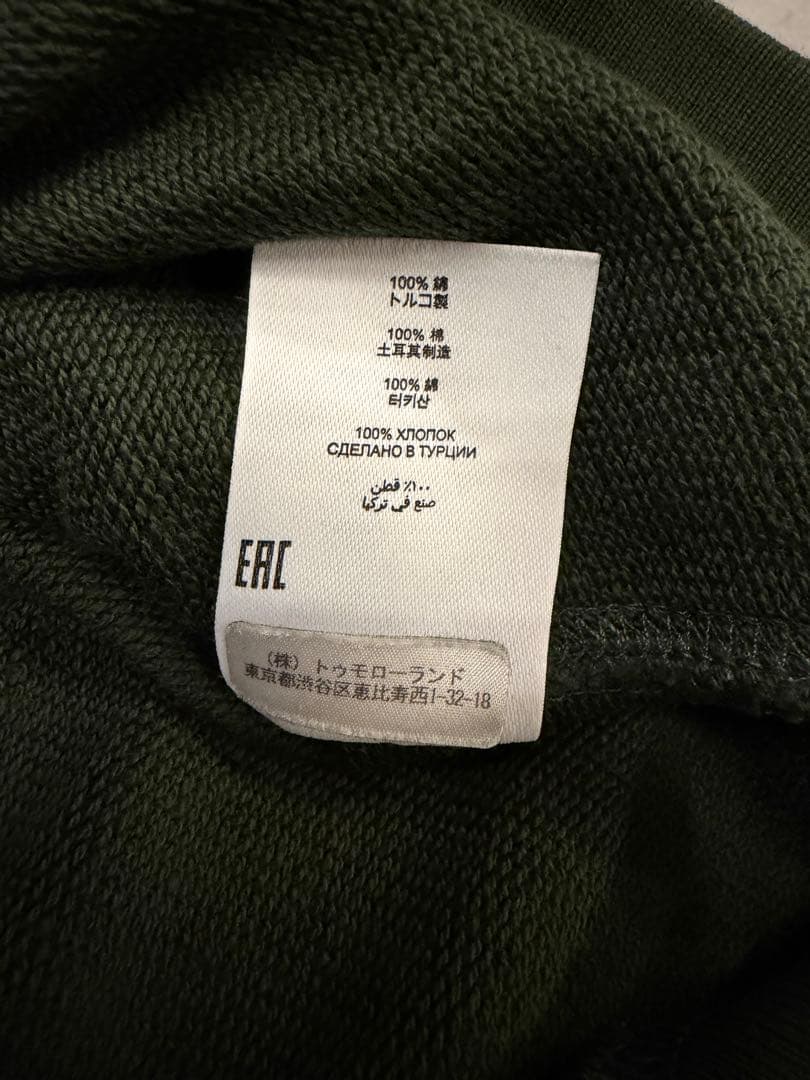 100% 綿
トルコ製
100% 棉
土耳其制造
100% 綿
터키산
100% ХЛОПОК
СДЕЛАНО В ТУРЦИИ
١٠٠٪ قطن
صنع في تركيا
EAC
(株) トゥモローランド
東京都渋谷区恵比寿西1-32-18